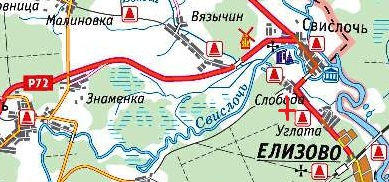 Малиновка
Вязычин
Свислочь
Р72
Знаменка
Свислочь
Слобода
Углата
ЕЛИЗОВО